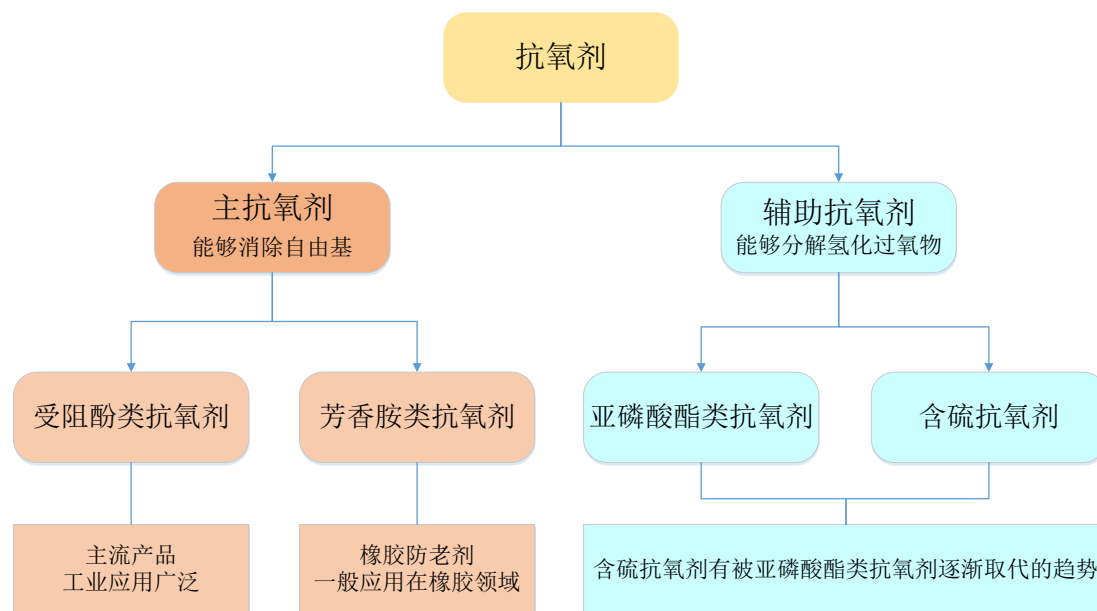 抗氧剂
主抗氧剂
能够消除自由基
辅助抗氧剂
能够分解氢化过氧物
受阻酚类抗氧剂
芳香胺类抗氧剂
亚磷酸酯类抗氧剂
含硫抗氧剂
主流产品
工业应用广泛
橡胶防老剂
一般应用在橡胶领域
含硫抗氧剂有被亚磷酸酯类抗氧剂逐渐取代的趋势